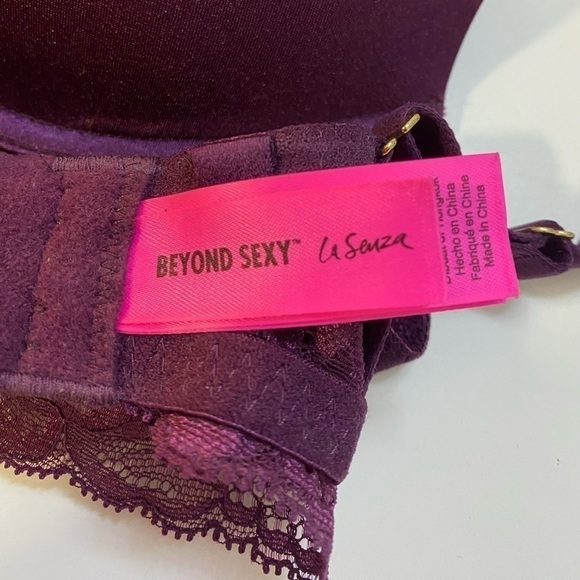 BEYOND SEXY™ La Senza
Hecho en China
Fabriqué en Chine
Made in China